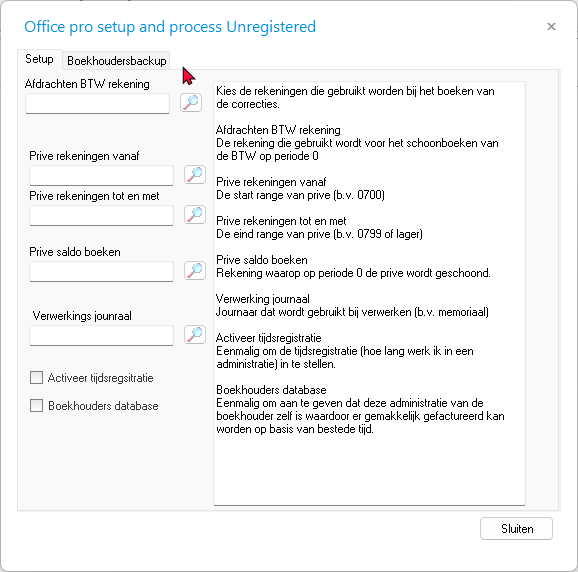 Office pro setup and process Unregistered
Setup
Boekhoudersbackup
Afdrachten BTW rekening
Prive rekeningen vanaf
Prive rekeningen tot en met
Prive saldo boeken
Verwerkings jounraal
Activeer tijdsregsitratie
Boekhouders database
Kies de rekeningen die gebruikt worden bij het boeken van
de correcties.
Afdrachten BTW rekening
De rekening die gebruikt wordt voor het schoonboeken van
de BTW op periode 0
Prive rekeningen vanaf
De start range van prive (b.v. 0700)
Prive rekeningen tot en met
De eind range van prive (b.v. 0799 of lager)
Prive saldo boeken
Rekening waarop op periode 0 de prive wordt geschoond.
Verwerking journaal
Journaar dat wordt gebruikt bij verwerken (b.v. memoriaal)
Activeer tijdsregistratie
Eenmalig om de tijdsregistratie (hoe lang werk ik in een
administratie) in te stellen.
Boekhouders database
Eenmalig om aan te geven dat deze administratie van de
boekhouder zelf is waardoor er gemakkelijk gefactureerd kan
worden op basis van bestede tijd.
Sluiten